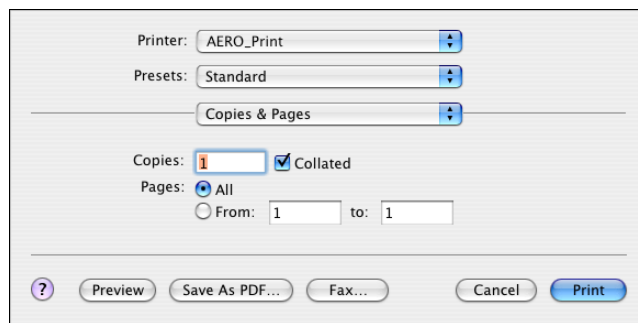 Printer: AERO_Print
Presets: Standard
Copies & Pages
Copies: 1 Collated
Pages: All
From: 1 to: 1
? Preview Save As PDF... Fax... Cancel Print